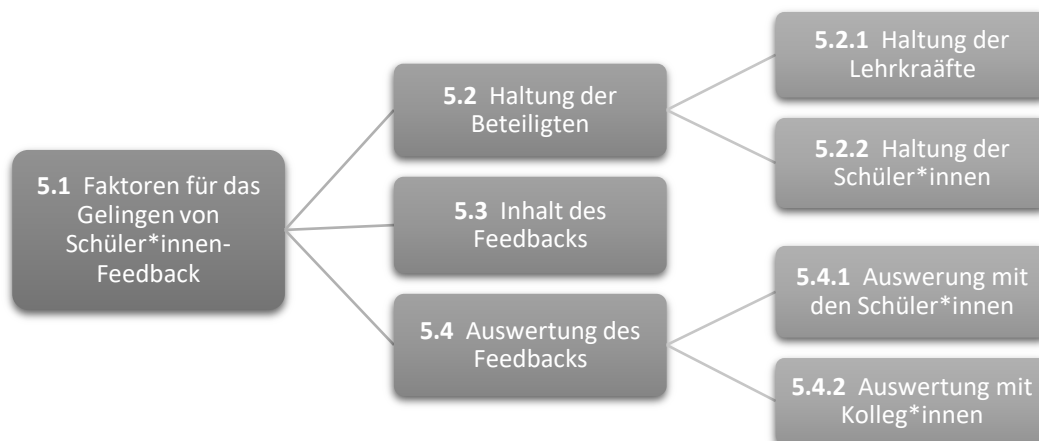 5.1 Faktoren für das
Gelingen von
Schüler*innen-
Feedback
5.2 Haltung der
Beteiligten
5.2.1 Haltung der
Lehrkraäfte
5.2.2 Haltung der
Schüler*innen
5.3 Inhalt des
Feedbacks
5.4 Auswertung des
Feedbacks
5.4.1 Auswerung mit
den Schüler*innen
5.4.2 Auswertung mit
Kolleg*innen